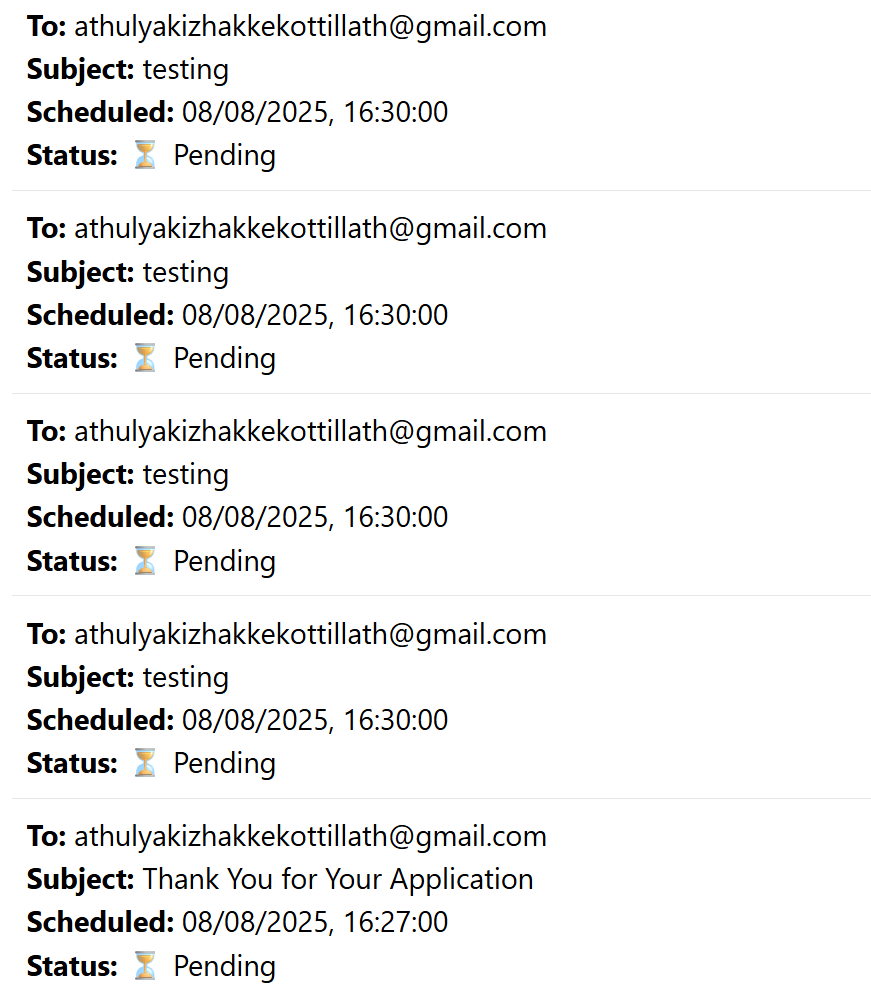 To: athulyakizhakkekottillath@gmail.com
Subject: testing
Scheduled: 08/08/2025, 16:30:00
Status: ⏳ Pending
To: athulyakizhakkekottillath@gmail.com
Subject: testing
Scheduled: 08/08/2025, 16:30:00
Status: ⏳ Pending
To: athulyakizhakkekottillath@gmail.com
Subject: testing
Scheduled: 08/08/2025, 16:30:00
Status: ⏳ Pending
To: athulyakizhakkekottillath@gmail.com
Subject: testing
Scheduled: 08/08/2025, 16:30:00
Status: ⏳ Pending
To: athulyakizhakkekottillath@gmail.com
Subject: Thank You for Your Application
Scheduled: 08/08/2025, 16:27:00
Status: ⏳ Pending